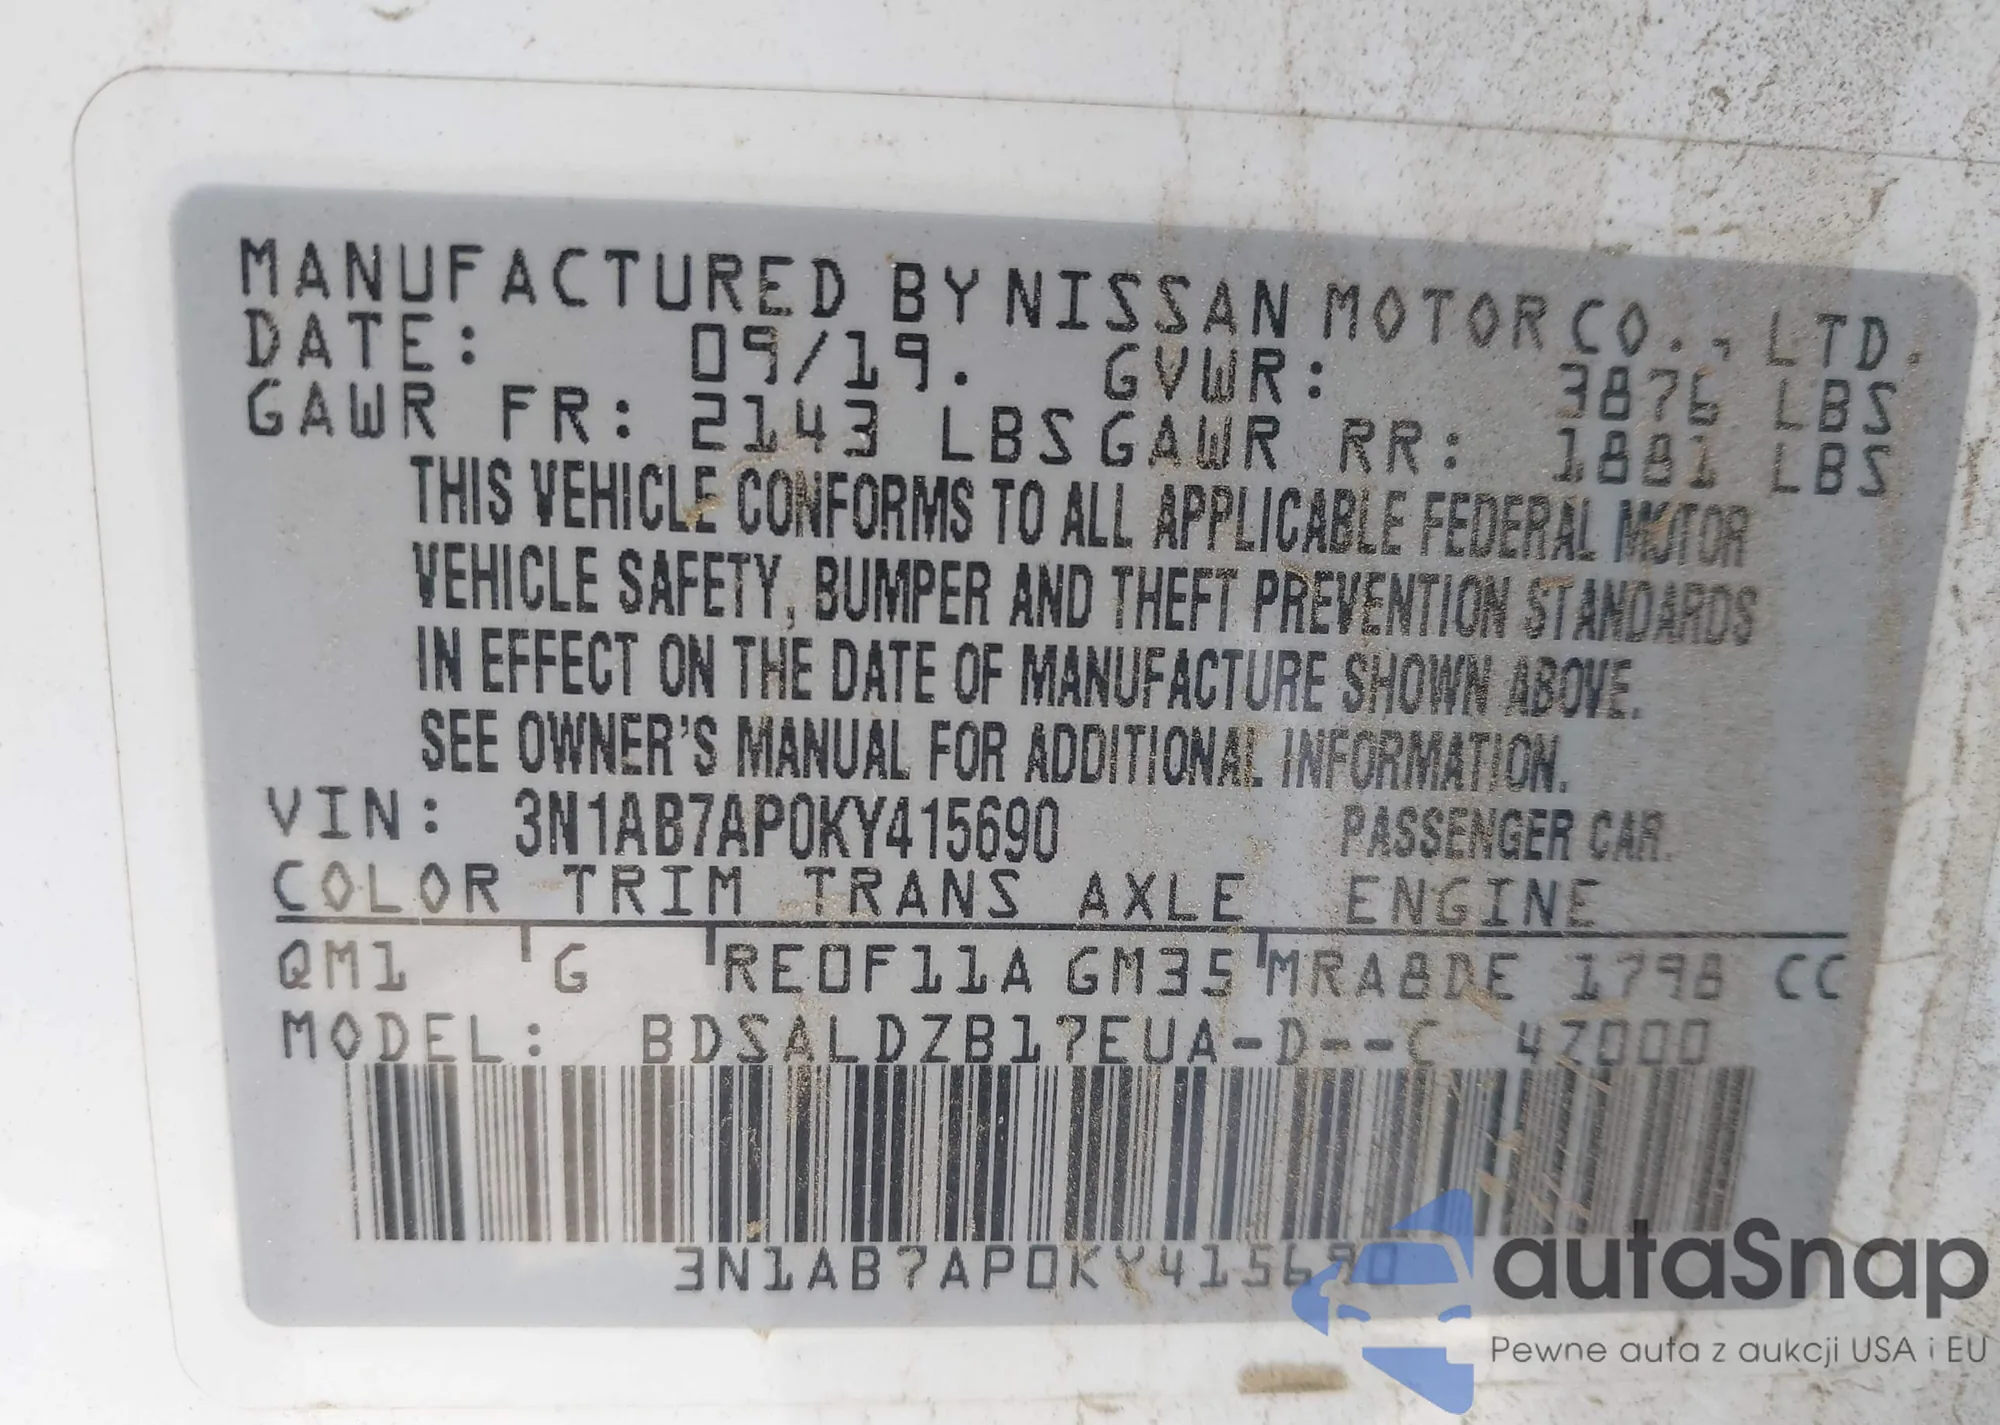 MANUFACTURED BY NISSAN MOTOR CO., LTD.
DATE: 09/19. GVWR: 3876 LBS
GAWR FR: 2143 LBS GAWR RR: 1881 LBS
THIS VEHICLE CONFORMS TO ALL APPLICABLE FEDERAL MOTOR
VEHICLE SAFETY, BUMPER AND THEFT PREVENTION STANDARDS
IN EFFECT ON THE DATE OF MANUFACTURE SHOWN ABOVE.
SEE OWNER'S MANUAL FOR ADDITIONAL INFORMATION.
VIN: 3N1AB7AP0KY415690 PASSENGER CAR.
COLOR TRIM TRANS AXLE ENGINE
QM1 G RE0F11A GM35 MRA8DE 1798 CC
MODEL: BDSALDZB17EUA-D--C 4Z000
3N1AB7AP0KY415690
autaSnap
Pewne auta z aukcji USA i EU